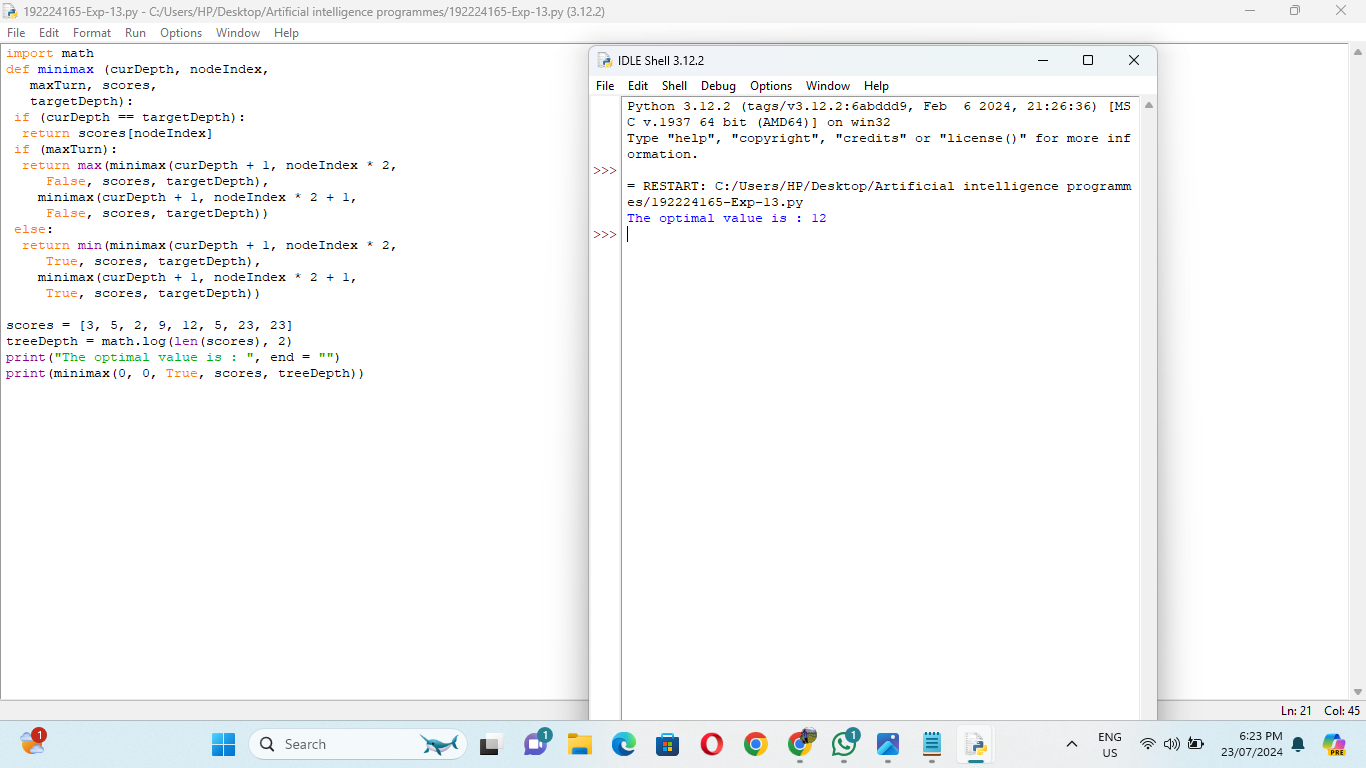 192224165-Exp-13.py - C:/Users/HP/Desktop/Artificial intelligence programmes/192224165-Exp-13.py (3.12.2)
File Edit Format Run Options Window Help
import math
def minimax (curDepth, nodeIndex,
   maxTurn, scores,
   targetDepth):
 if (curDepth == targetDepth):
  return scores[nodeIndex]
 if (maxTurn):
  return max(minimax(curDepth + 1, nodeIndex * 2,
     False, scores, targetDepth),
    minimax(curDepth + 1, nodeIndex * 2 + 1,
     False, scores, targetDepth))
 else:
  return min(minimax(curDepth + 1, nodeIndex * 2,
     True, scores, targetDepth),
    minimax(curDepth + 1, nodeIndex * 2 + 1,
     True, scores, targetDepth))
scores = [3, 5, 2, 9, 12, 5, 23, 23]
treeDepth = math.log(len(scores), 2)
print("The optimal value is : ", end = "")
print(minimax(0, 0, True, scores, treeDepth))
IDLE Shell 3.12.2
File Edit Shell Debug Options Window Help
Python 3.12.2 (tags/v3.12.2:6abddd9, Feb  6 2024, 21:26:36) [MS
C v.1937 64 bit (AMD64)] on win32
Type "help", "copyright", "credits" or "license()" for more inf
ormation.
>>>
= RESTART: C:/Users/HP/Desktop/Artificial intelligence programm
es/192224165-Exp-13.py
The optimal value is : 12
>>>
Ln: 21 Col: 45
1
Search
1
1
ENG
US
6:23 PM
23/07/2024
PRE